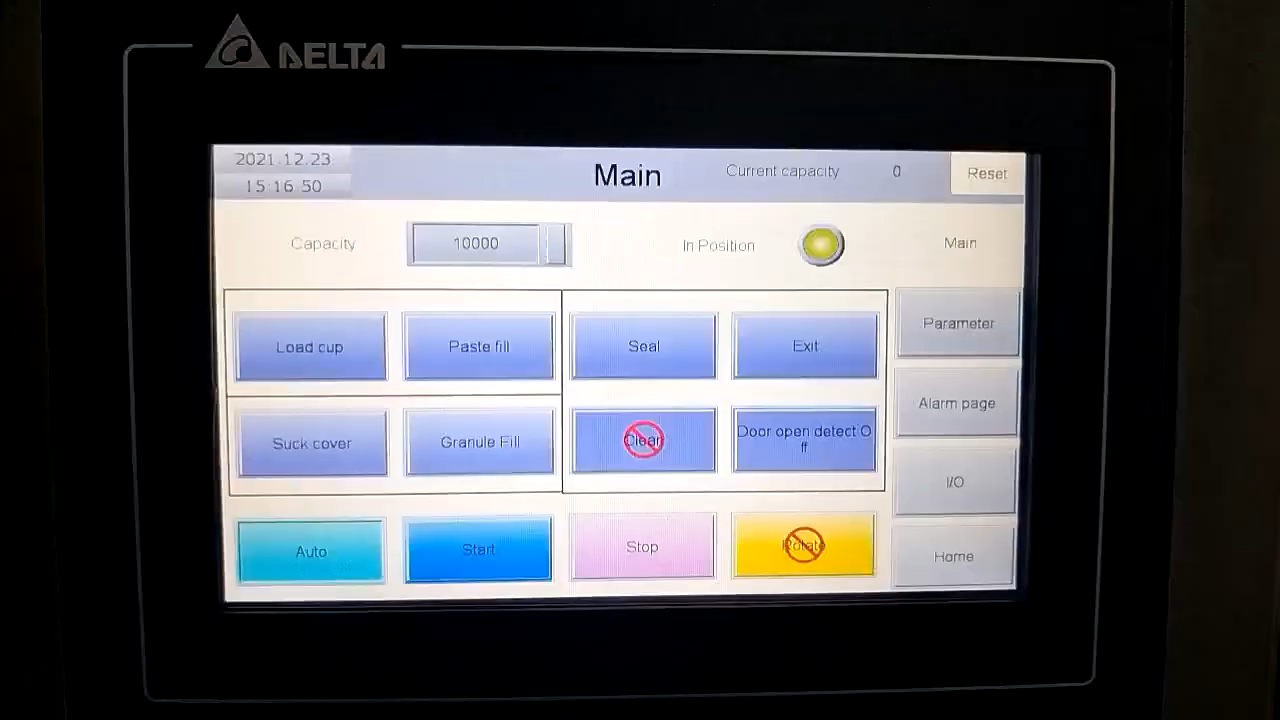 DELTA
2021.12.23
15:16:50
Main
Current capacity
0
Reset
Capacity
10000
In Position
Main
Load cup
Paste fill
Seal
Exit
Parameter
Suck cover
Granule Fill
Clean
Door open detect O
ff
Alarm page
I/O
Auto
Start
Stop
Rotate
Home